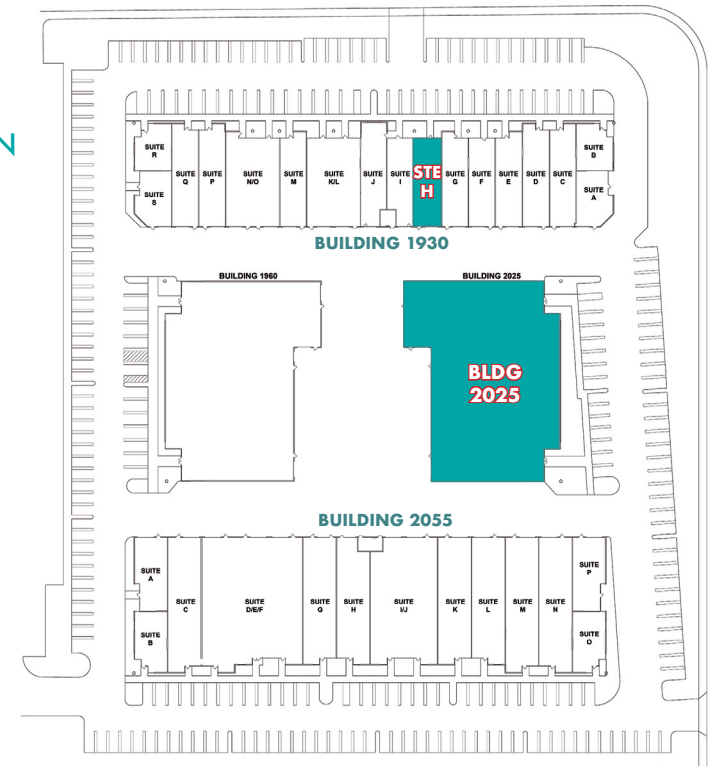 SUITE
R
SUITE
S
SUITE
Q
SUITE
P
SUITE
N/O
SUITE
M
SUITE
K/L
SUITE
J
SUITE
I
STE
H
SUITE
G
SUITE
F
SUITE
E
SUITE
D
SUITE
C
SUITE
B
SUITE
A
BUILDING 1930
BUILDING 1960
BUILDING 2025
BLDG
2025
BUILDING 2055
SUITE
A
SUITE
B
SUITE
C
SUITE
D/E/F
SUITE
G
SUITE
H
SUITE
I/J
SUITE
K
SUITE
L
SUITE
M
SUITE
N
SUITE
P
SUITE
O